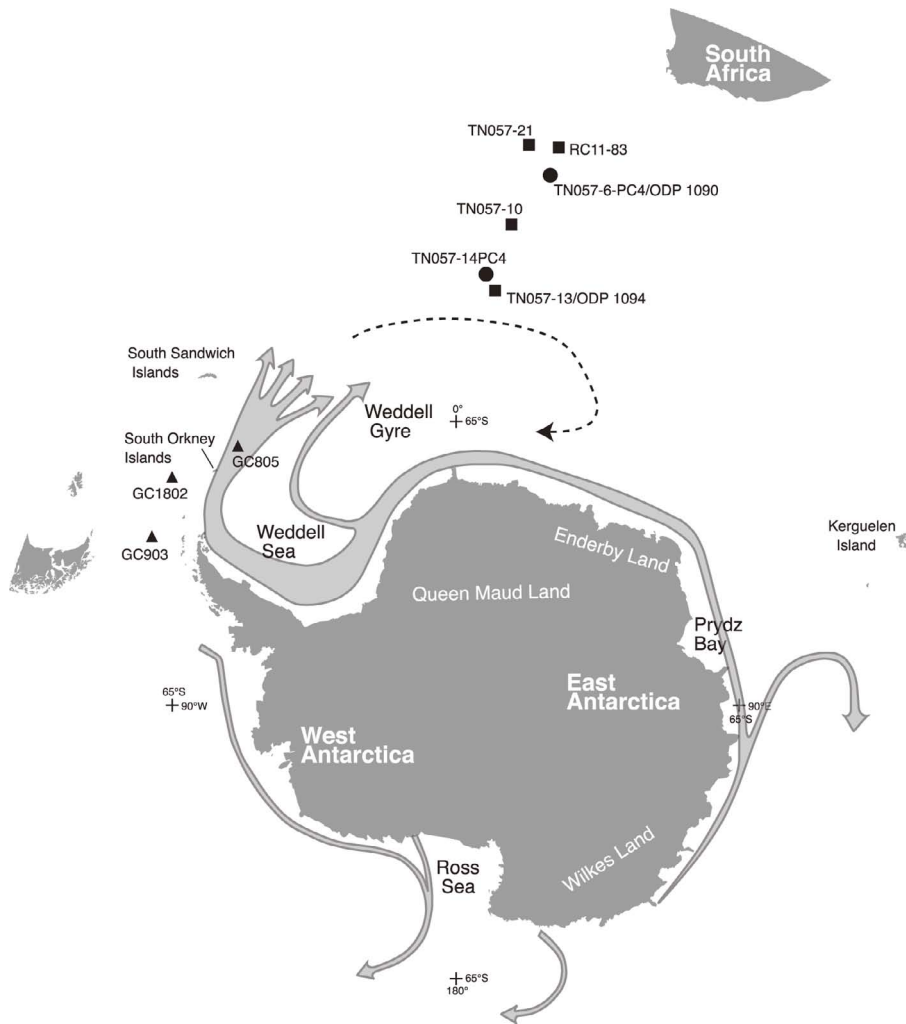 South
Africa
TN057-21
RC11-83
TN057-6-PC4/ODP 1090
TN057-10
TN057-14PC4
TN057-13/ODP 1094
South Sandwich
Islands
Weddell
Gyre
0°
65°S
South Orkney
Islands
GC805
GC1802
Weddell
Sea
GC903
Enderby Land
Kerguelen
Island
Queen Maud Land
Prydz
Bay
65°S
90°W
East
Antarctica
90°E
65°S
West
Antarctica
Wilkes Land
Ross
Sea
65°S
180°